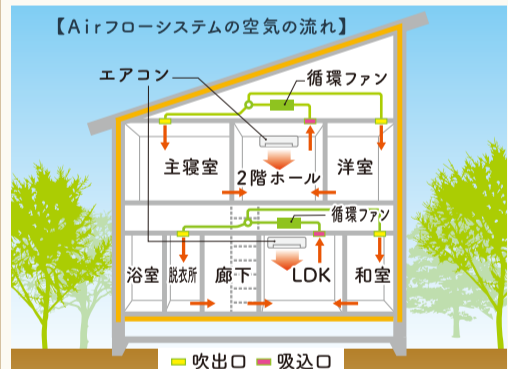 【Airフローシステムの空気の流れ】
エアコン
循環ファン
主寝室
2階ホール
洋室
循環ファン
浴室
脱衣所
廊下
LDK
和室
吹出口 吸込口